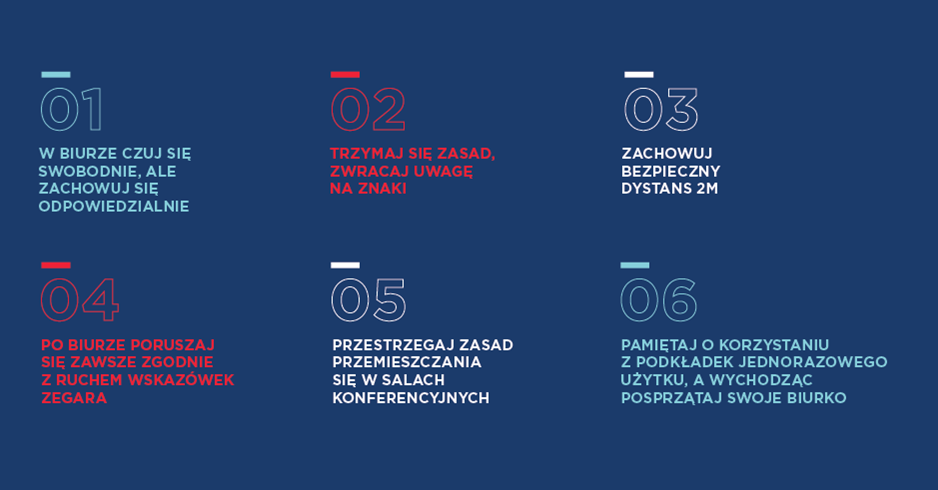 01
W BIURZE CZUJ SIĘ
SWOBODNIE, ALE
ZACHOWUJ SIĘ
ODPOWIEDZIALNIE
02
TRZYMAJ SIĘ ZASAD,
ZWRACAJ UWAGĘ
NA ZNAKI
03
ZACHOWUJ
BEZPIECZNY
DYSTANS 2M
04
PO BIURZE PORUSZAJ
SIĘ ZAWSZE ZGODNIE
Z RUCHEM WSKAZÓWEK
ZEGARA
05
PRZESTRZEGAJ ZASAD
PRZEMIESZCZANIA
SIĘ W SALACH
KONFERENCYJNYCH
06
PAMIĘTAJ O KORZYSTANIU
Z PODKŁADEK JEDNORAZOWEGO
UŻYTKU, A WYCHODZĄC
POSPRZĄTAJ SWOJE BIURKO